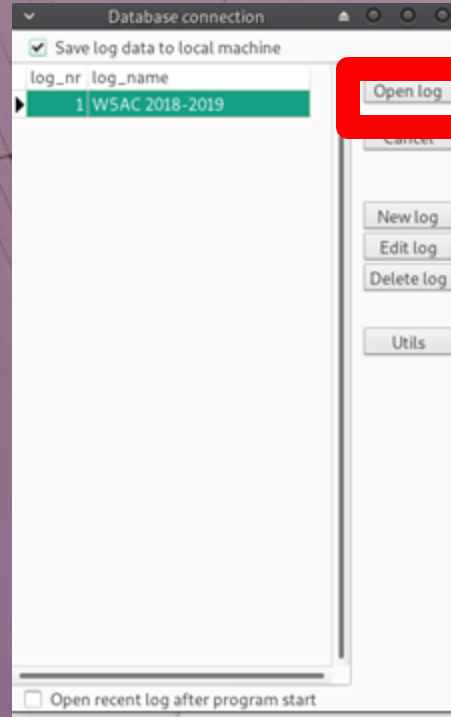 Database connection
Save log data to local machine
log_nr log_name
1 W5AC 2018-2019
Open log
Cancel
New log
Edit log
Delete log
Utils
Open recent log after program start